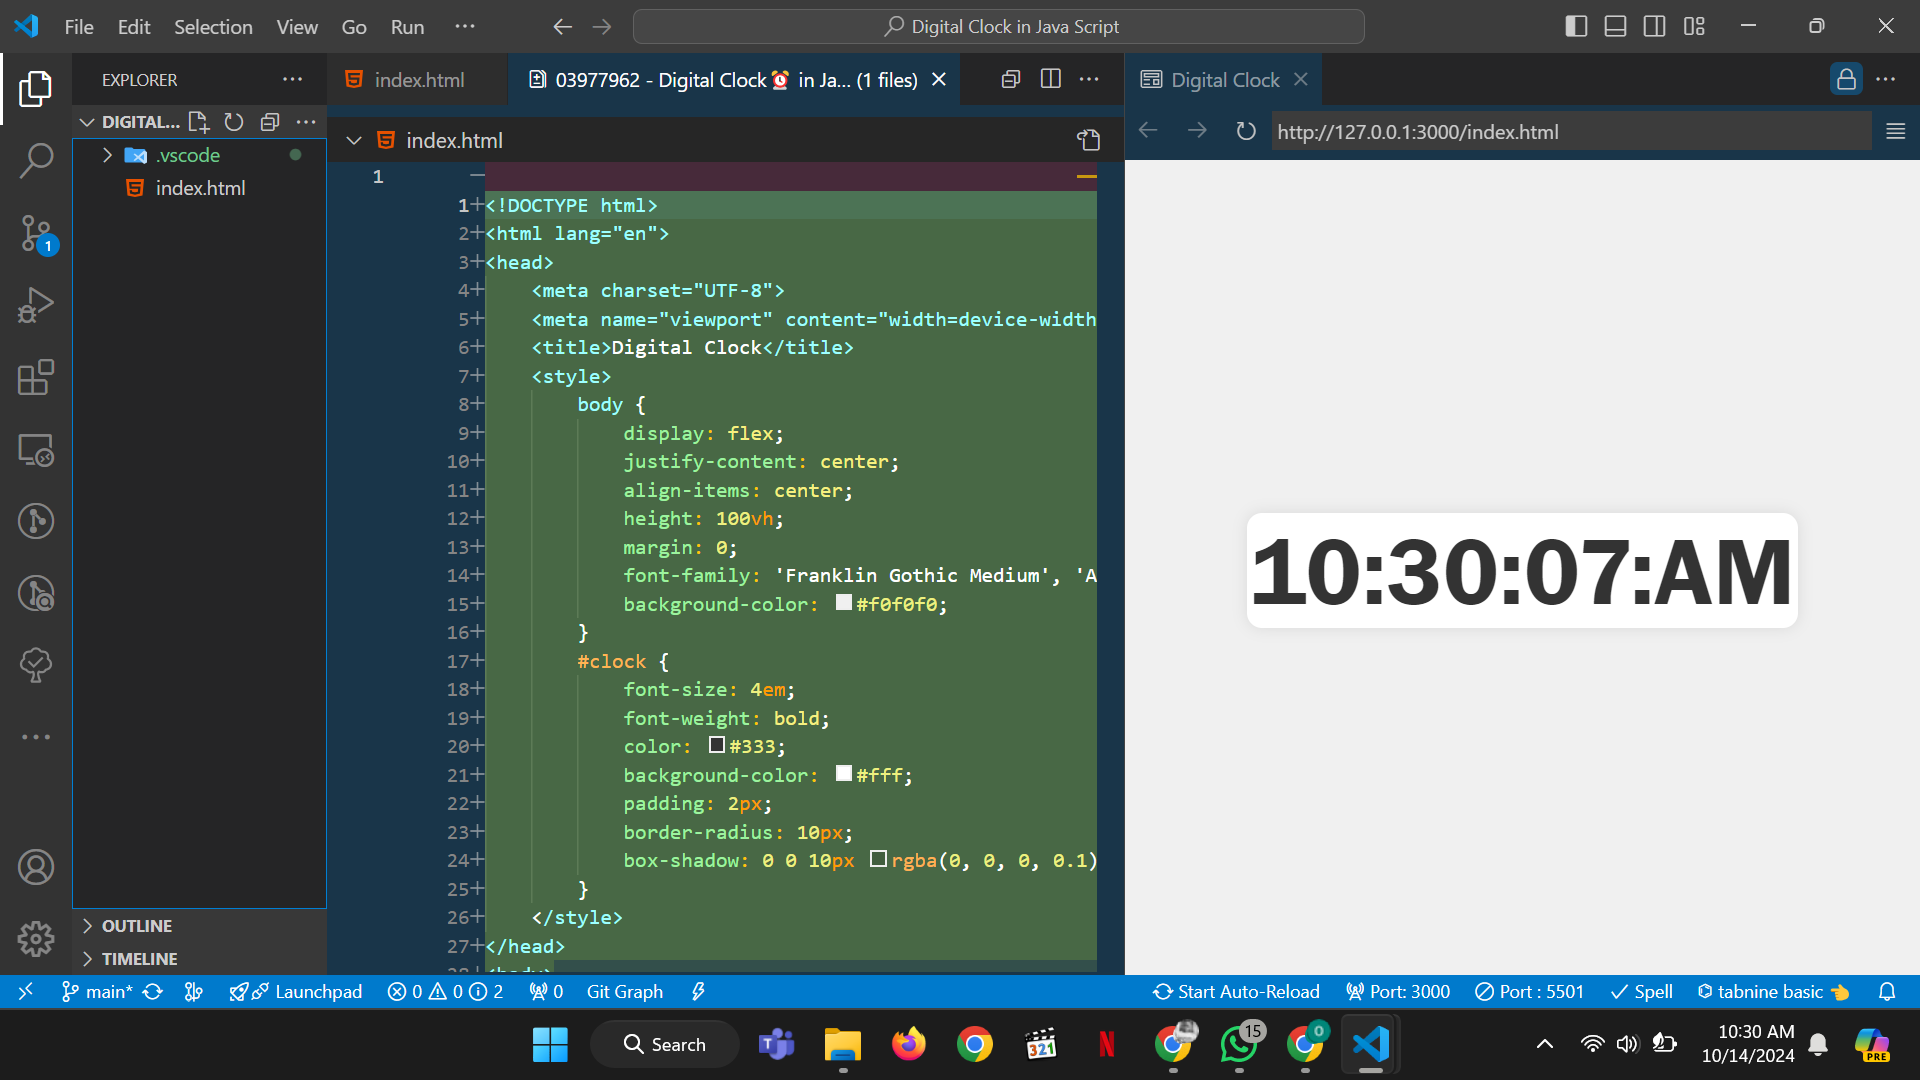 File Edit Selection View Go Run ···
Digital Clock in Java Script
EXPLORER
DIGITAL...
.vscode
index.html
OUTLINE
TIMELINE
1
index.html
03977962 - Digital Clock⏰ in Ja... (1 files)
index.html
1
1+<!DOCTYPE html>
2+<html lang="en">
3+<head>
4+    <meta charset="UTF-8">
5+    <meta name="viewport" content="width=device-width
6+    <title>Digital Clock</title>
7+    <style>
8+        body {
9+            display: flex;
10+            justify-content: center;
11+            align-items: center;
12+            height: 100vh;
13+            margin: 0;
14+            font-family: 'Franklin Gothic Medium', 'A
15+            background-color: #f0f0f0;
16+        }
17+        #clock {
18+            font-size: 4em;
19+            font-weight: bold;
20+            color: #333;
21+            background-color: #fff;
22+            padding: 2px;
23+            border-radius: 10px;
24+            box-shadow: 0 0 10px rgba(0, 0, 0, 0.1)
25+        }
26+    </style>
27+</head>
28+<body>
Digital Clock
http://127.0.0.1:3000/index.html
10:30:07:AM
main* Launchpad 0 0 2 0 Git Graph Start Auto-Reload Port: 3000 Port : 5501 Spell tabnine basic
Search
T
321
N
15
0
10:30 AM
10/14/2024
PRE